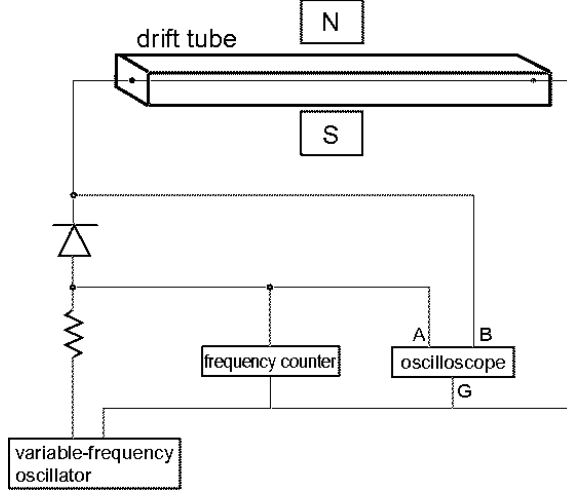 N
drift tube
S
A
B
frequency counter
oscilloscope
G
variable-frequency
oscillator